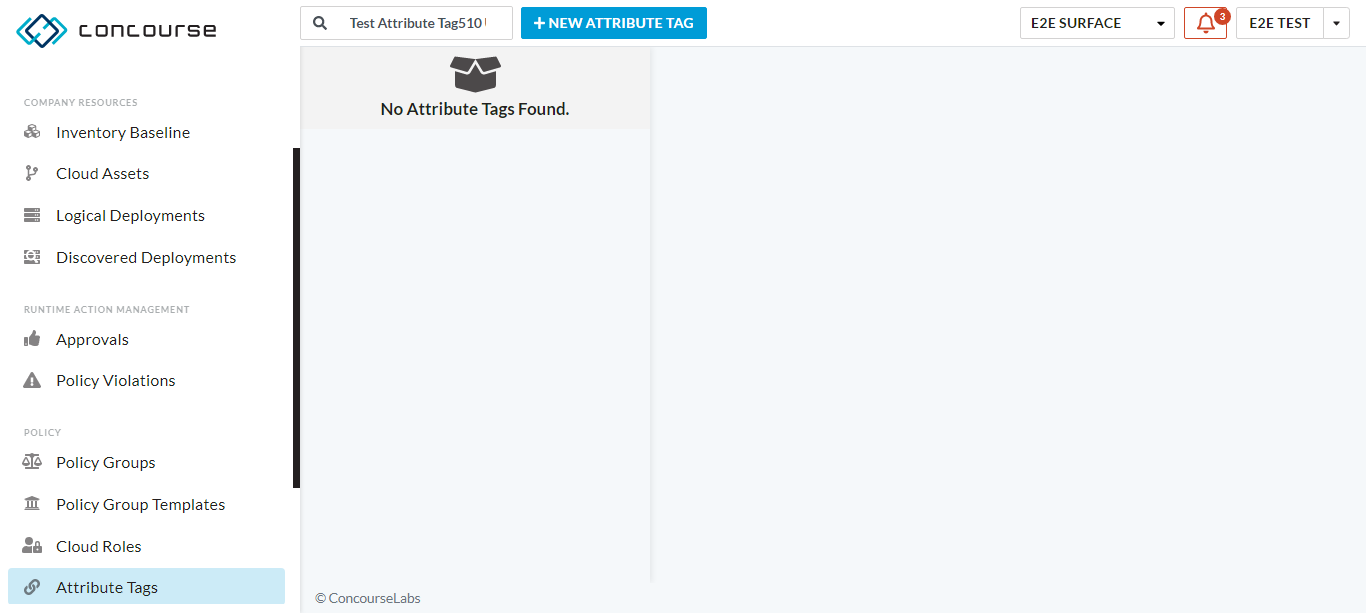 concourse
Test Attribute Tag510
+ NEW ATTRIBUTE TAG
E2E SURFACE
3
E2E TEST
No Attribute Tags Found.
COMPANY RESOURCES
Inventory Baseline
Cloud Assets
Logical Deployments
Discovered Deployments
RUNTIME ACTION MANAGEMENT
Approvals
Policy Violations
POLICY
Policy Groups
Policy Group Templates
Cloud Roles
Attribute Tags
© ConcourseLabs